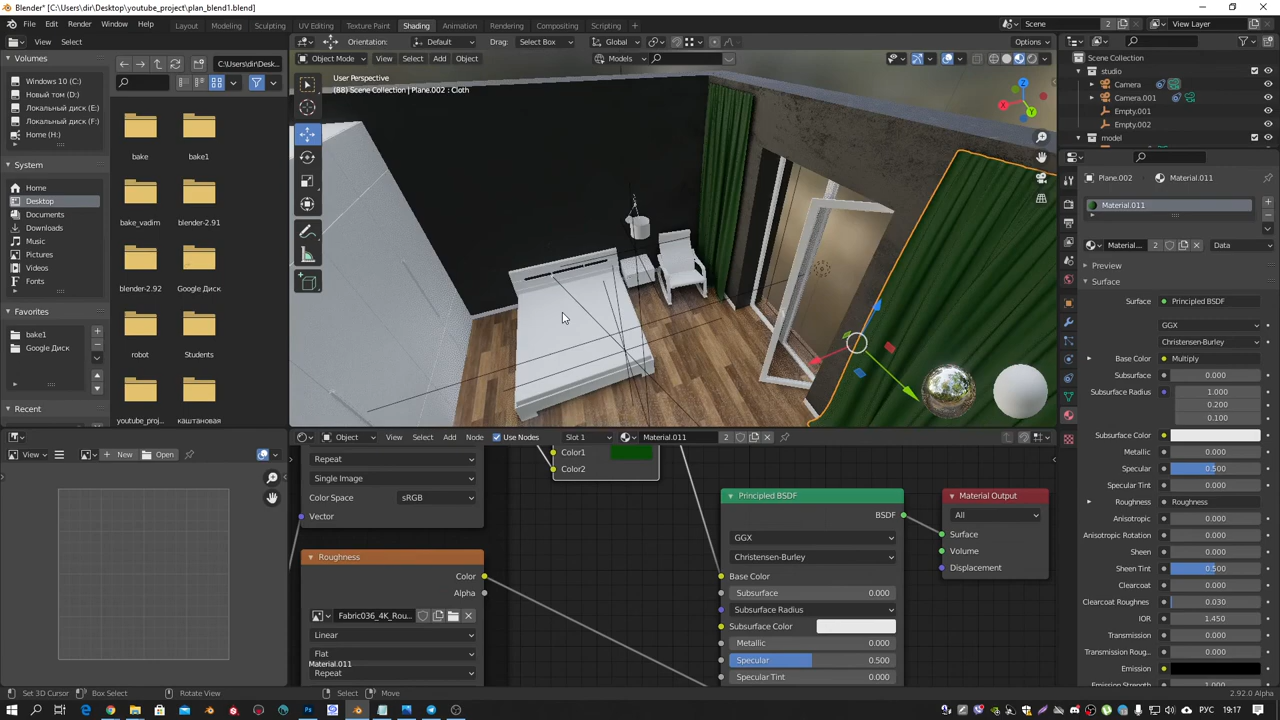 Blender* [C:\Users\dir\Desktop\youtube_project\plan_blend1.blend]
File Edit Render Window Help Layout Modeling Sculpting UV Editing Texture Paint Shading Animation Rendering Compositing Scripting + Scene 2 View Layer
View Select
Orientation: Default Drag: Select Box Global Options
Volumes
C:\Users\dir\Desk...
Object Mode View Select Add Object Models
Windows 10 (C:)
Новый том (D:)
Локальный диск (E:)
Локальный диск (F:)
Home (H:)
System
Home
Desktop
Documents
Downloads
Music
Pictures
Videos
Fonts
Favorites
bake1
Google Диск
Recent
bake
bake1
bake_vadim
blender-2.91
blender-2.92
Google Диск
robot
Students
youtube_proj...
каштановая
User Perspective
(88) Scene Collection | Plane.002 : Cloth
Z
X
Y
Scene Collection
studio
Camera
Camera.001
Empty.001
Empty.002
model
Plane.002 Material.011
Material.011
Material... 2 Data
Preview
Surface
Surface Principled BSDF
GGX
Christensen-Burley
Base Color Multiply
Subsurface 0.000
Subsurface Radius 1.000
0.200
0.100
Subsurface Color
Metallic 0.000
Specular 0.500
Specular Tint 0.000
Roughness Roughness
Anisotropic 0.000
Anisotropic Rotation 0.000
Sheen 0.000
Sheen Tint 0.500
Clearcoat 0.000
Clearcoat Roughnes 0.030
IOR 1.450
Transmission 0.000
Transmission Roug... 0.000
Emission
Emission Strength 1.000
View New Open
Object View Select Add Node Use Nodes Slot 1 Material.011 2
Repeat
Single Image
Color Space sRGB
Vector
Color1
Color2
Roughness
Color
Alpha
Fabric036_4K_Rou...
Linear
Flat
Material.011
Repeat
Principled BSDF
BSDF
GGX
Christensen-Burley
Base Color
Subsurface 0.000
Subsurface Radius
Subsurface Color
Metallic 0.000
Specular 0.500
Specular Tint 0.000
Material Output
All
Surface
Volume
Displacement
Set 3D Cursor Box Select Rotate View Select Move 2.92.0 Alpha
РУС 19:17